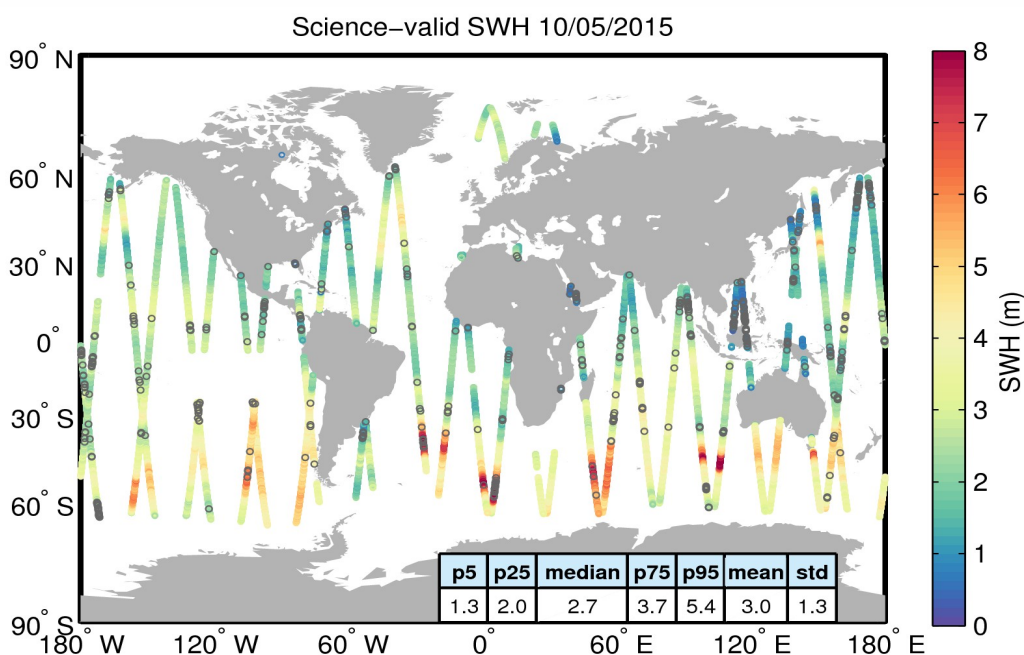 Science−valid SWH 10/05/2015
90° N
60° N
30° N
0°
30° S
60° S
90° S
180° W
120° W
60° W
0°
60° E
120° E
180° E
p5 p25 median p75 p95 mean std
1.3 2.0 2.7 3.7 5.4 3.0 1.3
8
7
6
5
4
3
2
1
0
SWH (m)